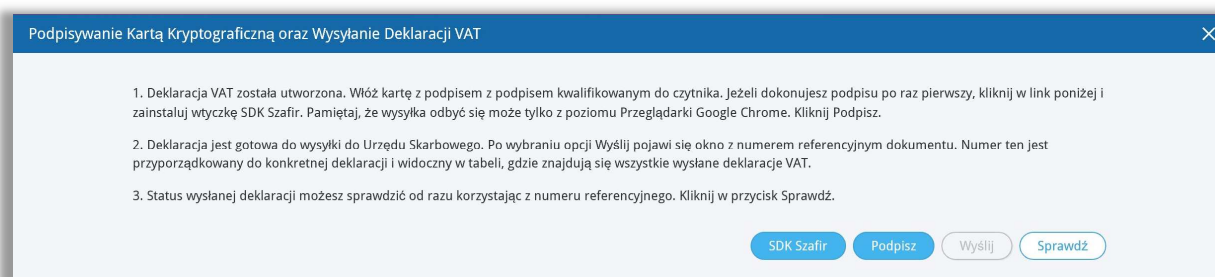 Podpisywanie Kartą Kryptograficzną oraz Wysyłanie Deklaracji VAT
1. Deklaracja VAT została utworzona. Włóż kartę z podpisem z podpisem kwalifikowanym do czytnika. Jeżeli dokonujesz podpisu po raz pierwszy, kliknij w link poniżej i
zainstaluj wtyczkę SDK Szafir. Pamiętaj, że wysyłka odbyć się może tylko z poziomu Przeglądarki Google Chrome. Kliknij Podpisz.
2. Deklaracja jest gotowa do wysyłki do Urzędu Skarbowego. Po wybraniu opcji Wyślij pojawi się okno z numerem referencyjnym dokumentu. Numer ten jest
przyporządkowany do konkretnej deklaracji i widoczny w tabeli, gdzie znajdują się wszystkie wysłane deklaracje VAT.
3. Status wysłanej deklaracji możesz sprawdzić od razu korzystając z numeru referencyjnego. Kliknij w przycisk Sprawdź.
SDK Szafir Podpisz Wyślij Sprawdź